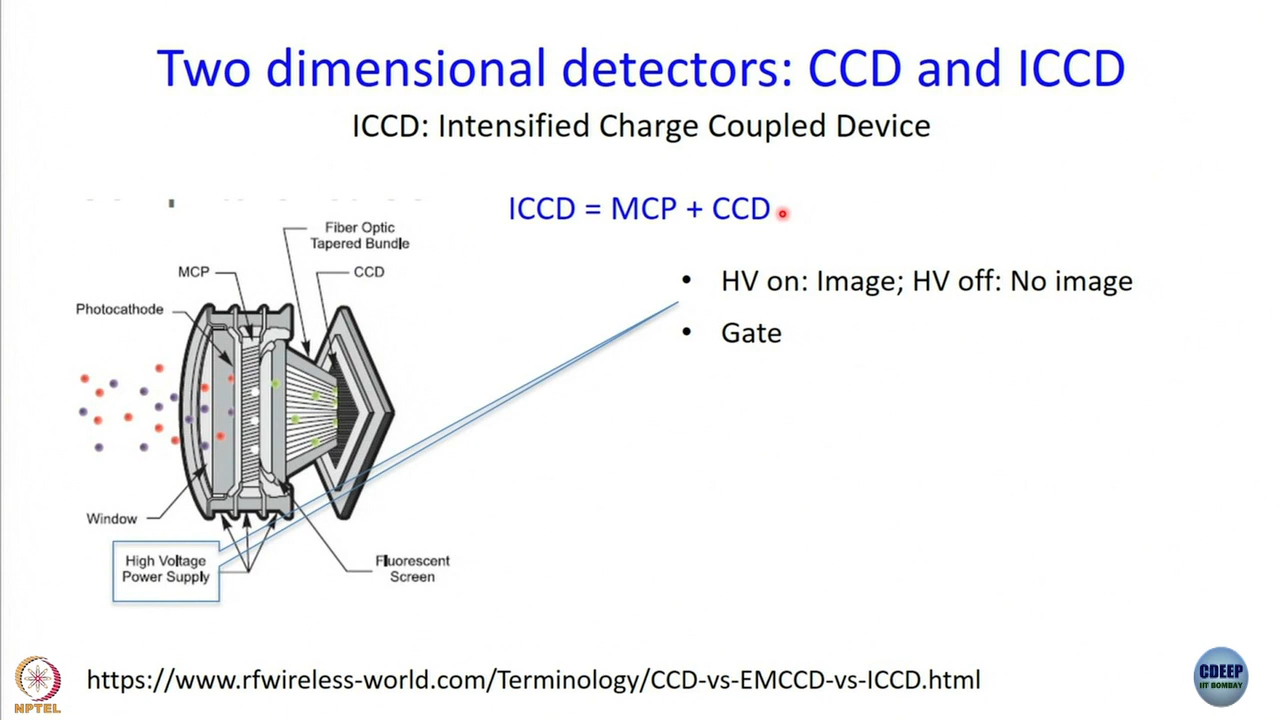 Two dimensional detectors: CCD and ICCD
ICCD: Intensified Charge Coupled Device
ICCD = MCP + CCD
Fiber Optic
Tapered Bundle
MCP
CCD
Photocathode
Window
High Voltage
Power Supply
Fluorescent
Screen
• HV on: Image; HV off: No image
• Gate
https://www.rfwireless-world.com/Terminology/CCD-vs-EMCCD-vs-ICCD.html
NPTEL
CDEEP
IIT BOMBAY